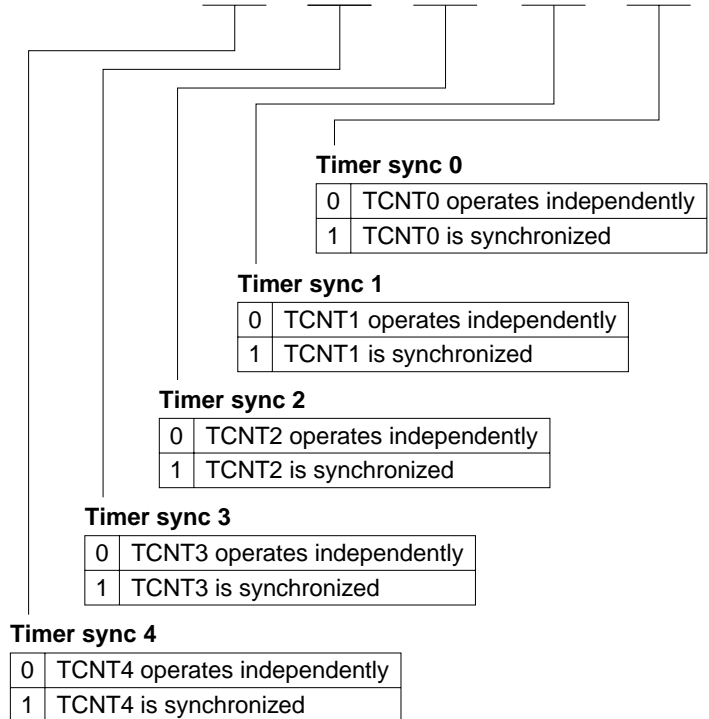 Timer sync 0
0 TCNT0 operates independently
1 TCNT0 is synchronized
Timer sync 1
0 TCNT1 operates independently
1 TCNT1 is synchronized
Timer sync 2
0 TCNT2 operates independently
1 TCNT2 is synchronized
Timer sync 3
0 TCNT3 operates independently
1 TCNT3 is synchronized
Timer sync 4
0 TCNT4 operates independently
1 TCNT4 is synchronized